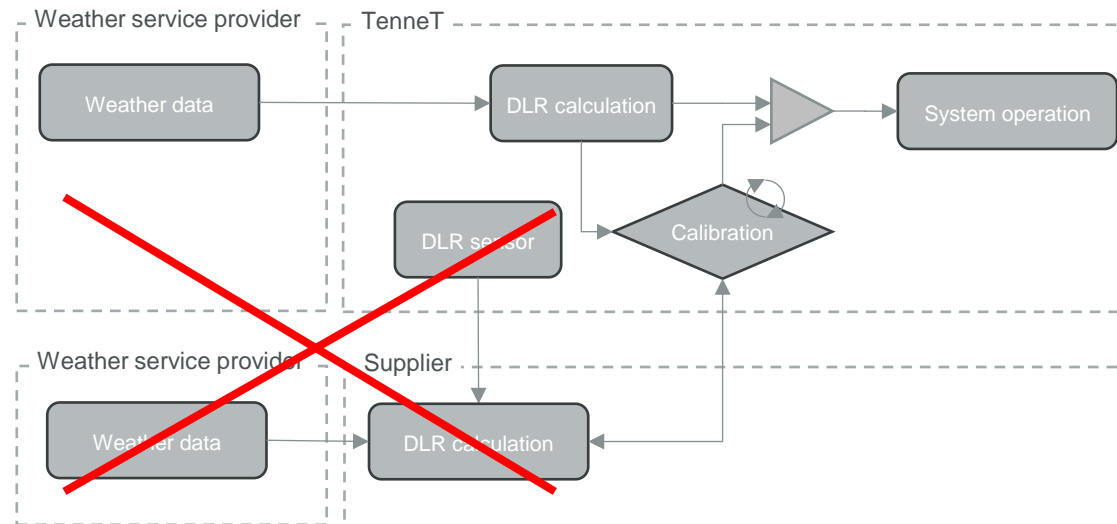 Weather service provider
TenneT
Weather data
DLR calculation
System operation
DLR sensor
Calibration
Weather service provider
Supplier
Weather data
DLR calculation